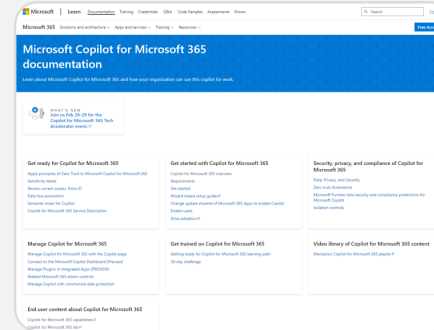 Microsoft | Learn Documentation Training Credentials Q&A Code Samples Assessments Shows Search
Microsoft 365 Solutions and architecture Apps and services Training Resources Free Acc
Microsoft Copilot for Microsoft 365
documentation
Learn about Microsoft Copilot for Microsoft 365 and how your organization can use this copilot for work.
WHAT'S NEW
Join us Feb 28-29 for the
Copilot for Microsoft 365 Tech
Accelerator event.
Get ready for Copilot for Microsoft 365
Apply principles of Zero Trust to Microsoft Copilot for Microsoft 365
Sensitivity labels
Review current access, Entra ID
Data loss prevention
Semantic Index for Copilot
Copilot for Microsoft 365 Service Description
Get started with Copilot for Microsoft 365
Copilot for Microsoft 365 overview
Requirements
Get started
Wizard-based setup guide
Change update channel of Microsoft 365 Apps to enable Copilot
Enable users
Drive adoption
Security, privacy, and compliance of Copilot for
Microsoft 365
Data, Privacy, and Security
Zero trust illustrations
Microsoft Purview data security and compliance protections for
Microsoft Copilot
Isolation controls
Manage Copilot for Microsoft 365
Manage Copilot for Microsoft 365 with the Copilot page
Connect to the Microsoft Copilot Dashboard (Preview)
Manage Plugins in Integrated Apps (PREVIEW)
Related Microsoft 365 admin controls
Manage Copilot with commercial data protection
Get trained on Copilot for Microsoft 365
Getting ready for Copilot for Microsoft 365 learning path
30-day challenge
Video library of Copilot for Microsoft 365 content
Mechanics Copilot for Microsoft 365 playlist
End user content about Copilot for Microsoft 365
Copilot for Microsoft 365 capabilities
Copilot for Microsoft 365 lab